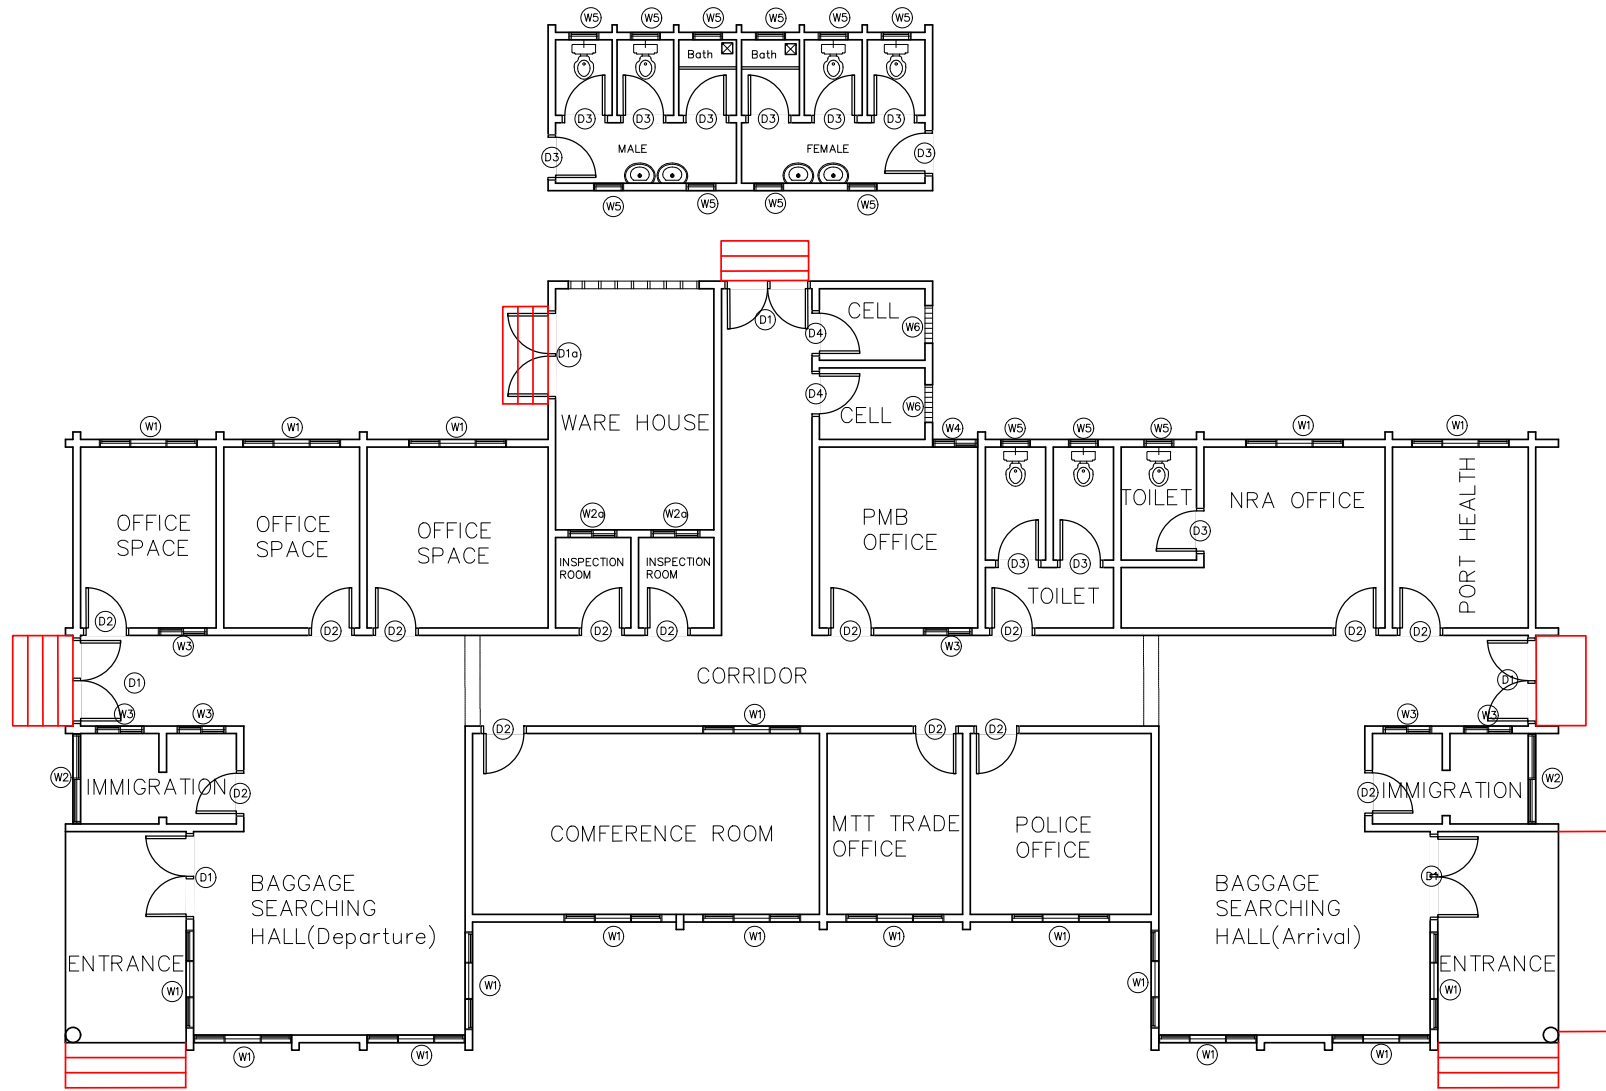 W5 W5 W5 W5 W5 W5
Bath Bath
D3 D3 D3 D3 D3 D3
D3 MALE FEMALE D3
W5 W5 W5 W5
D1
CELL
W6
D4
D1a
D4
CELL
W6
WARE HOUSE
W1 W1 W1 W4 W5 W5 W5 W1 W1
OFFICE
SPACE
OFFICE
SPACE
OFFICE
SPACE
W2a W2a
INSPECTION
ROOM
INSPECTION
ROOM
PMB
OFFICE
TOILET
D3
NRA OFFICE
PORT HEALTH
D3 D3
TOILET
D2 D2 D2 D2 D2 D2 D2 D2 D2
W3 W3
D1 CORRIDOR D1
W3 W3 W1 W3 W3
D2 D2 D2
W2 IMMIGRATION D2
D2 IMMIGRATION W2
COMFERENCE ROOM
MTT TRADE
OFFICE
POLICE
OFFICE
D1 D1
BAGGAGE
SEARCHING
HALL(Departure)
BAGGAGE
SEARCHING
HALL(Arrival)
W1 W1 W1 W1
ENTRANCE ENTRANCE
W1 W1 W1 W1
W1 W1 W1 W1